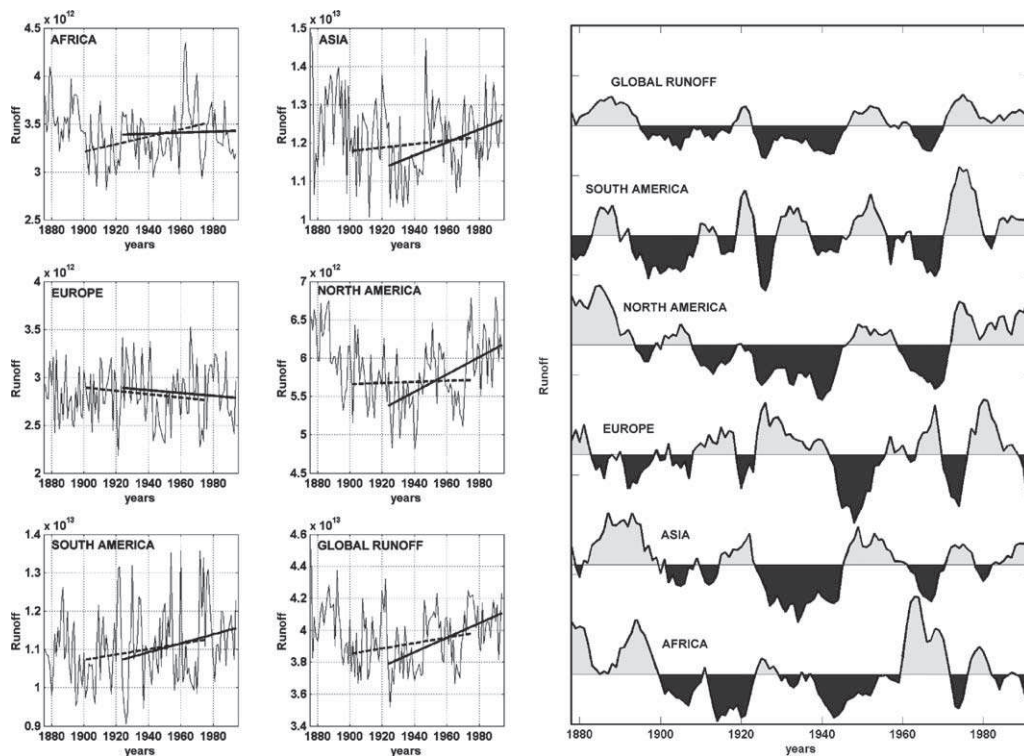 x 10^12
AFRICA
4.5
4
3.5
3
2.5
Runoff
1880 1900 1920 1940 1960 1980
years
x 10^13
ASIA
1.5
1.4
1.3
1.2
1.1
1
Runoff
1880 1900 1920 1940 1960 1980
years
x 10^12
EUROPE
4
3.5
3
2.5
2
Runoff
1880 1900 1920 1940 1960 1980
years
x 10^12
NORTH AMERICA
7
6.5
6
5.5
5
4.5
Runoff
1880 1900 1920 1940 1960 1980
years
x 10^13
SOUTH AMERICA
1.4
1.3
1.2
1.1
1
0.9
Runoff
1880 1900 1920 1940 1960 1980
years
x 10^13
GLOBAL RUNOFF
4.6
4.4
4.2
4
3.8
3.6
3.4
Runoff
1880 1900 1920 1940 1960 1980
years
GLOBAL RUNOFF
SOUTH AMERICA
NORTH AMERICA
EUROPE
ASIA
AFRICA
Runoff
1880 1900 1920 1940 1960 1980
years